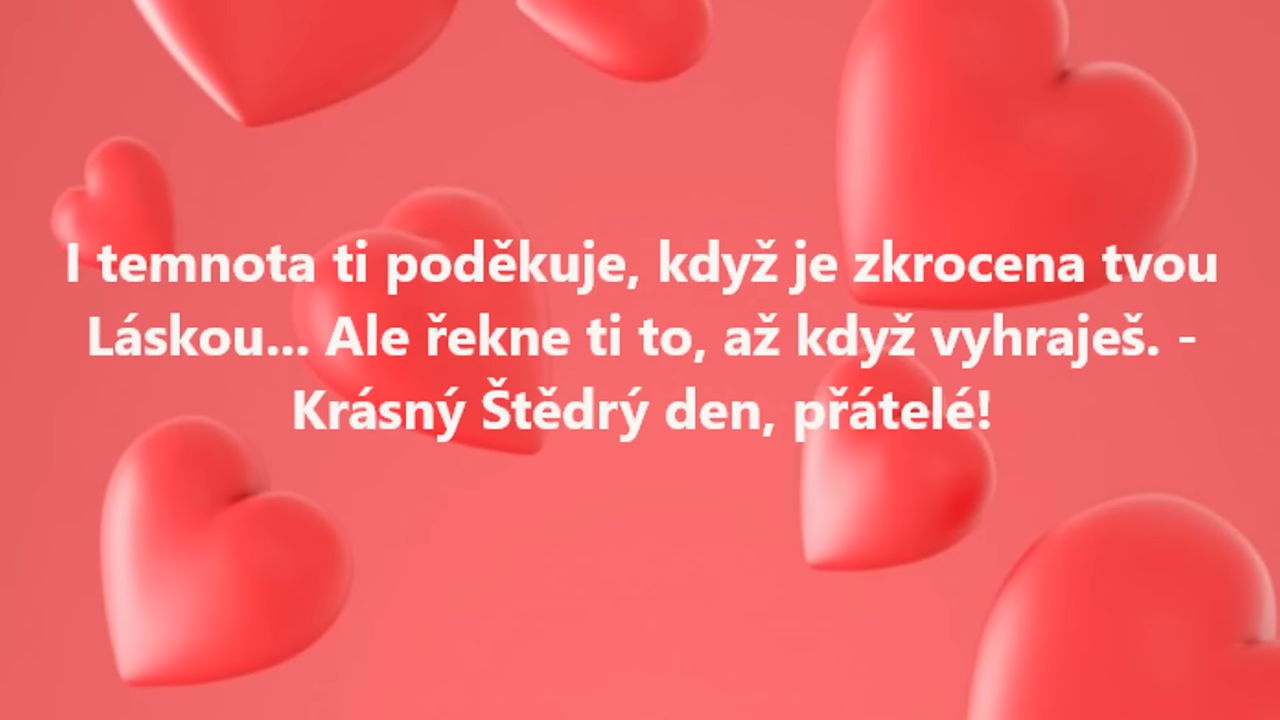 I temnota ti poděkuje, když je zkrocena tvou
Láskou... Ale řekne ti to, až když vyhraješ. -
Krásný Štědrý den, přátelé!